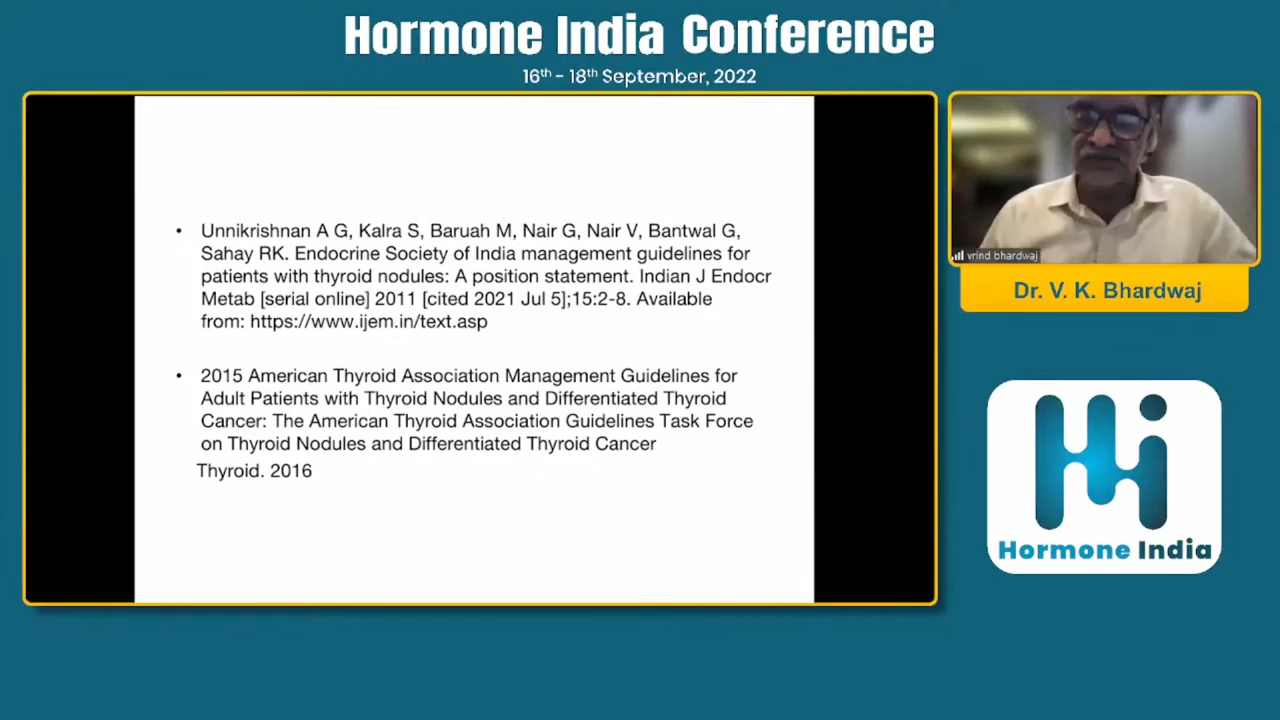 Hormone India Conference
16th - 18th September, 2022
• Unnikrishnan A G, Kalra S, Baruah M, Nair G, Nair V, Bantwal G,
Sahay RK. Endocrine Society of India management guidelines for
patients with thyroid nodules: A position statement. Indian J Endocr
Metab [serial online] 2011 [cited 2021 Jul 5];15:2-8. Available
from: https://www.ijem.in/text.asp
• 2015 American Thyroid Association Management Guidelines for
Adult Patients with Thyroid Nodules and Differentiated Thyroid
Cancer: The American Thyroid Association Guidelines Task Force
on Thyroid Nodules and Differentiated Thyroid Cancer
Thyroid. 2016
vrind bhardwaj
Dr. V. K. Bhardwaj
Hi
Hormone India